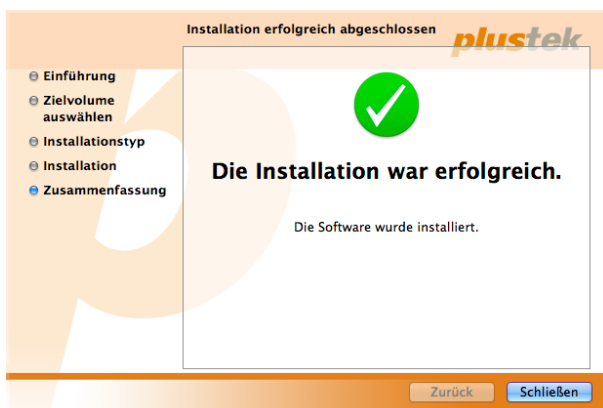 Installation erfolgreich abgeschlossen
plustek
Einführung
Zielvolume
auswählen
Installationstyp
Installation
Zusammenfassung
Die Installation war erfolgreich.
Die Software wurde installiert.
Zurück
Schließen